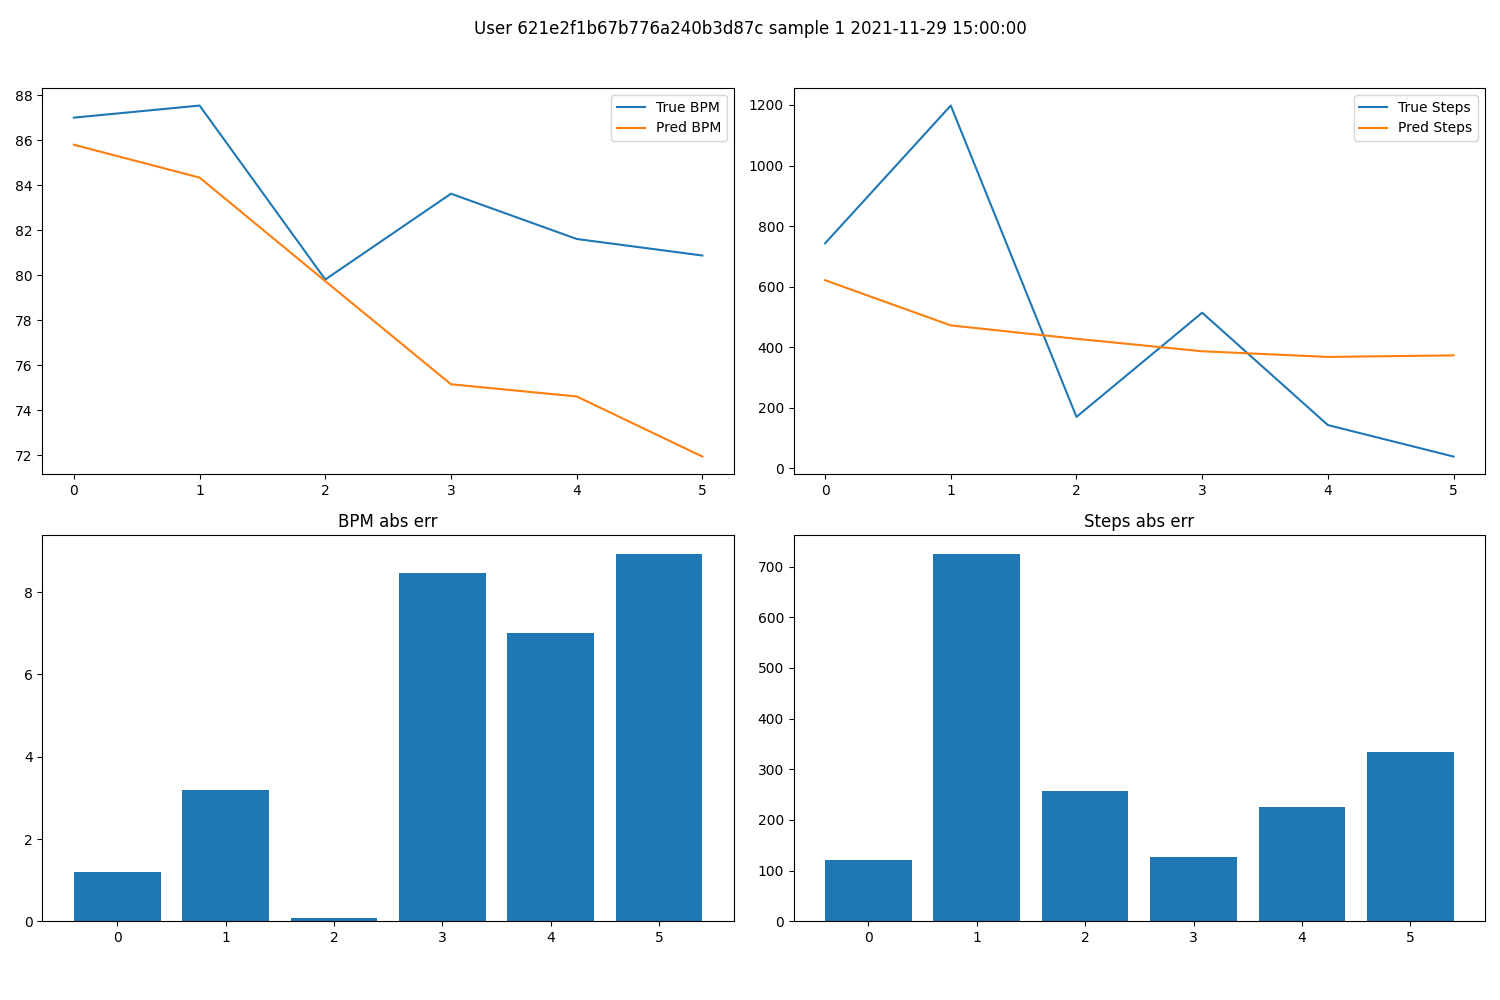 User 621e2f1b67b776a240b3d87c sample 1 2021-11-29 15:00:00
88
86
84
82
80
78
76
74
72
0 1 2 3 4 5
True BPM
Pred BPM
1200
1000
800
600
400
200
0
0 1 2 3 4 5
True Steps
Pred Steps
BPM abs err
8
6
4
2
0
0 1 2 3 4 5
Steps abs err
700
600
500
400
300
200
100
0
0 1 2 3 4 5